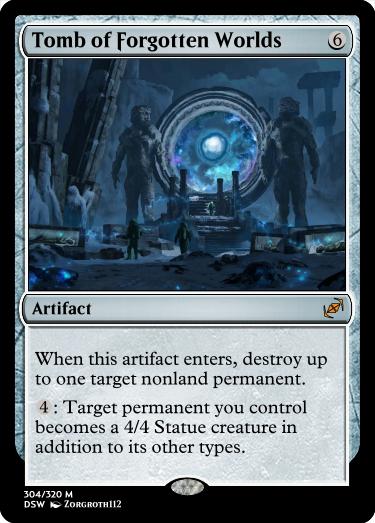 Tomb of Forgotten Worlds 6
Artifact
When this artifact enters, destroy up
to one target nonland permanent.
4 : Target permanent you control
becomes a 4/4 Statue creature in
addition to its other types.
304/320 M
DSW Zorgroth112